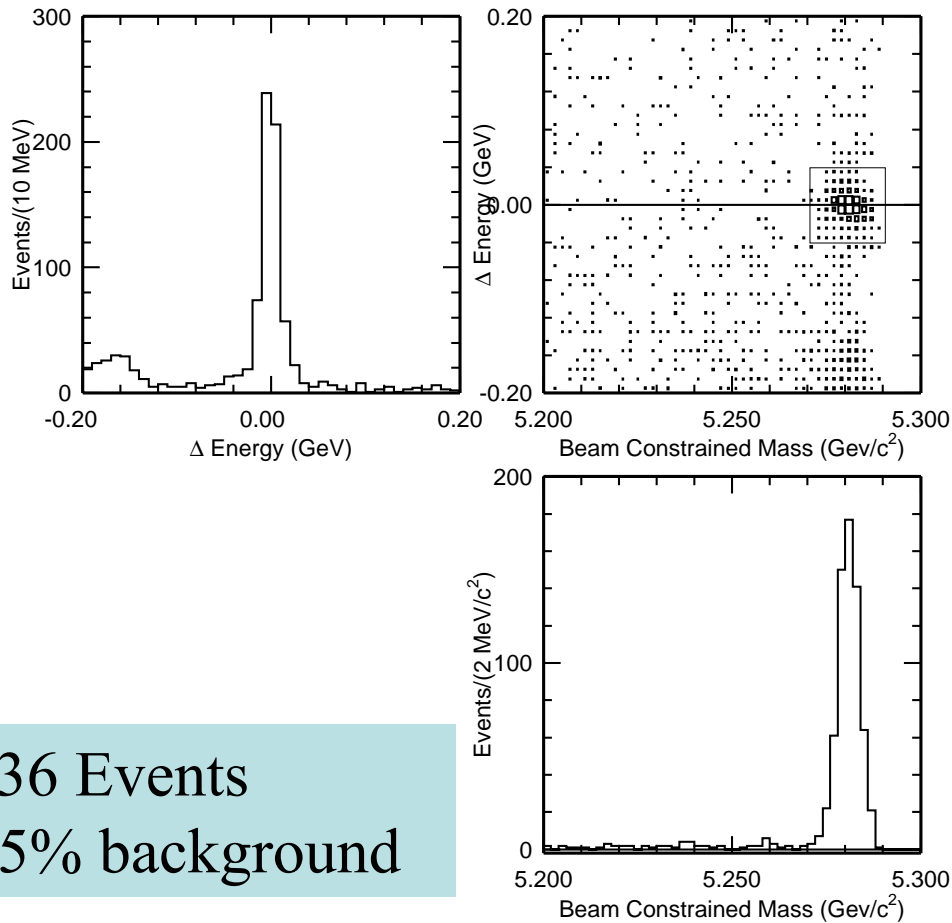 300
200
100
0
Events/(10 MeV)
-0.20
0.00
0.20
Δ Energy (GeV)
0.20
0.00
-0.20
Δ Energy (GeV)
5.200
5.250
5.300
Beam Constrained Mass (Gev/c²)
200
100
0
Events/(2 MeV/c²)
5.200
5.250
5.300
Beam Constrained Mass (Gev/c²)
36 Events
5% background